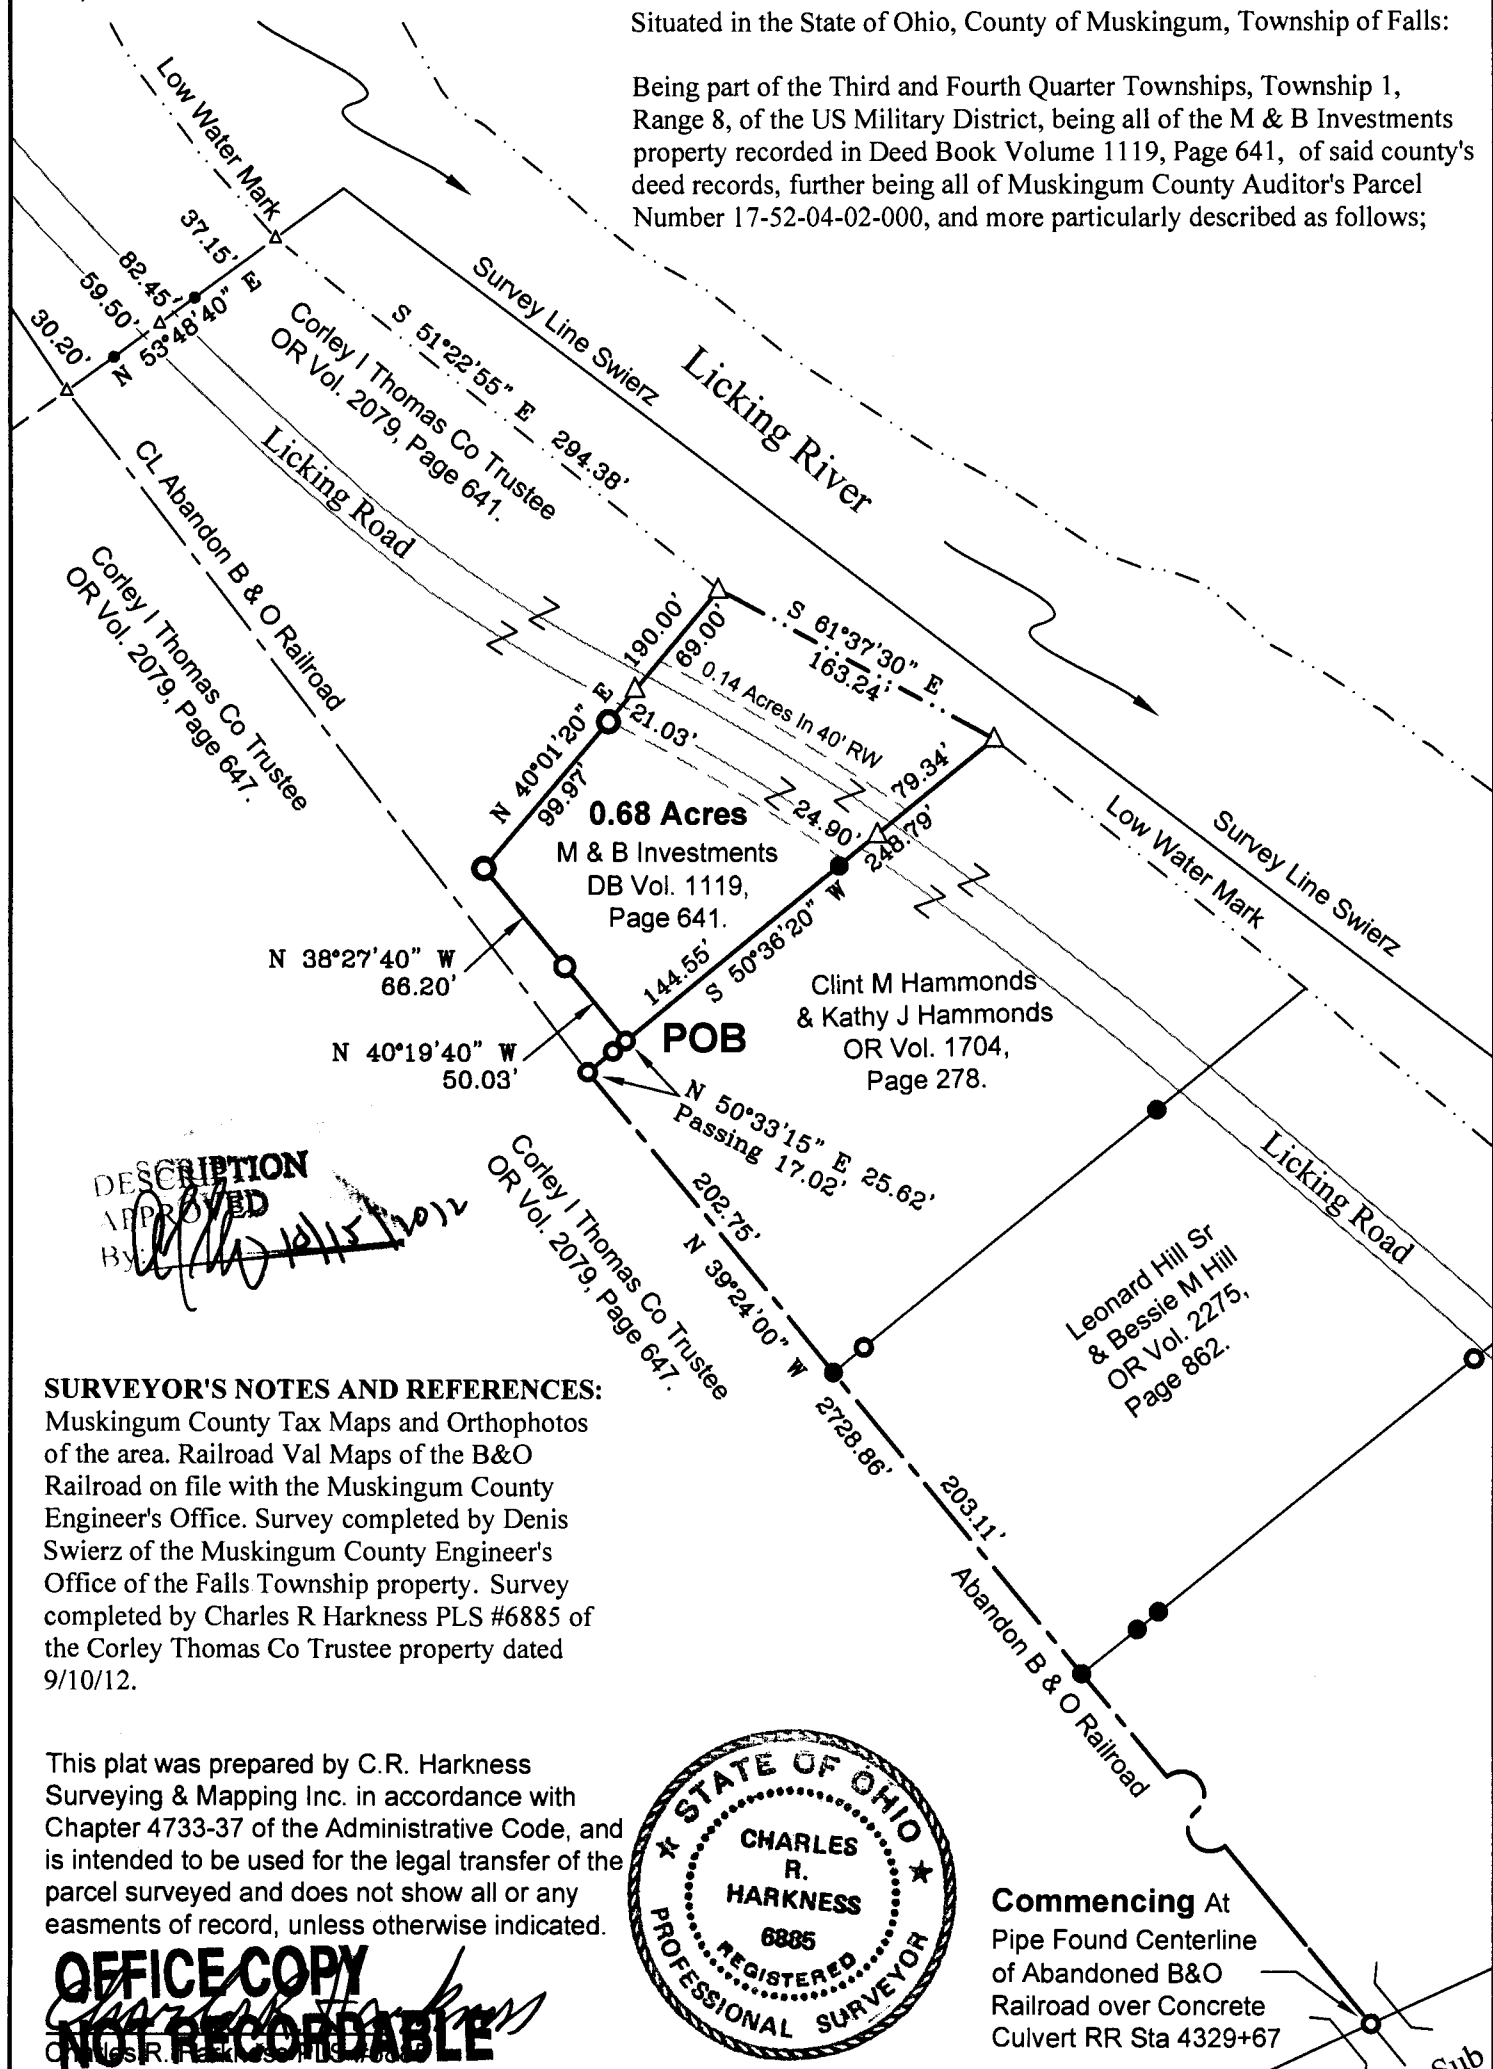 Situated in the State of Ohio, County of Muskingum, Township of Falls:
Being part of the Third and Fourth Quarter Townships, Township 1,
Range 8, of the US Military District, being all of the M & B Investments
property recorded in Deed Book Volume 1119, Page 641, of said county's
deed records, further being all of Muskingum County Auditor's Parcel
Number 17-52-04-02-000, and more particularly described as follows;
Low Water Mark
37.15'
82.45'
59.50'
30.20'
N 53°48'40" E
Survey Line Swierz
Licking River
S 51°22'55" E 294.38'
Corley I Thomas Co Trustee
OR Vol. 2079, Page 641.
Licking Road
CL Abandon B & O Railroad
Corley I Thomas Co Trustee
OR Vol. 2079, Page 647.
190.00'
69.00'
S 61°37'30" E
163.24'
0.14 Acres In 40' RW
21.03'
N 40°01'20" E
99.97'
79.34'
24.90'
248.79'
0.68 Acres
M & B Investments
DB Vol. 1119,
Page 641.
144.55'
S 50°36'20" W
Low Water Mark
Survey Line Swierz
N 38°27'40" W
66.20'
Clint M Hammonds
& Kathy J Hammonds
OR Vol. 1704,
Page 278.
POB
N 40°19'40" W
50.03'
N 50°33'15" E 25.62'
Passing 17.02'
Licking Road
DESCRIPTION
APPROVED
By:
10/15/2012
Corley I Thomas Co Trustee
OR Vol. 2079, Page 647.
202.75'
N 39°24'00" W
2728.86'
203.11'
Leonard Hill Sr
& Bessie M Hill
OR Vol. 2275,
Page 862.
Abandon B & O Railroad
SURVEYOR'S NOTES AND REFERENCES:
Muskingum County Tax Maps and Orthophotos
of the area. Railroad Val Maps of the B&O
Railroad on file with the Muskingum County
Engineer's Office. Survey completed by Denis
Swierz of the Muskingum County Engineer's
Office of the Falls Township property. Survey
completed by Charles R Harkness PLS #6885 of
the Corley Thomas Co Trustee property dated
9/10/12.
This plat was prepared by C.R. Harkness
Surveying & Mapping Inc. in accordance with
Chapter 4733-37 of the Administrative Code, and
is intended to be used for the legal transfer of the
parcel surveyed and does not show all or any
easments of record, unless otherwise indicated.
OFFICE COPY
NOT RECORDABLE
Charles R Harkness
Charles R. Harkness PLS #6885
STATE OF OHIO
CHARLES
R.
HARKNESS
6885
REGISTERED
PROFESSIONAL SURVEYOR
Commencing At
Pipe Found Centerline
of Abandoned B&O
Railroad over Concrete
Culvert RR Sta 4329+67
Sub